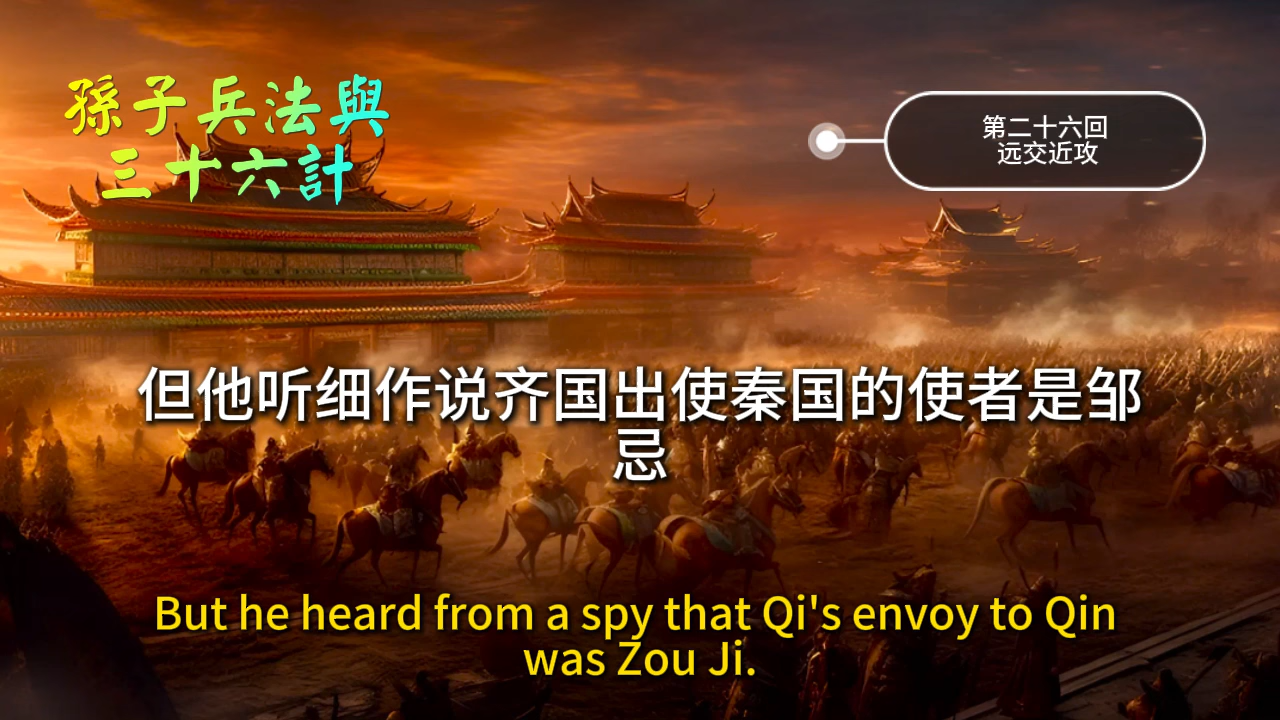 孫子兵法與
三十六計
第二十六回
远交近攻
但他听细作说齐国出使秦国的使者是邹
忌
But he heard from a spy that Qi's envoy to Qin
was Zou Ji.